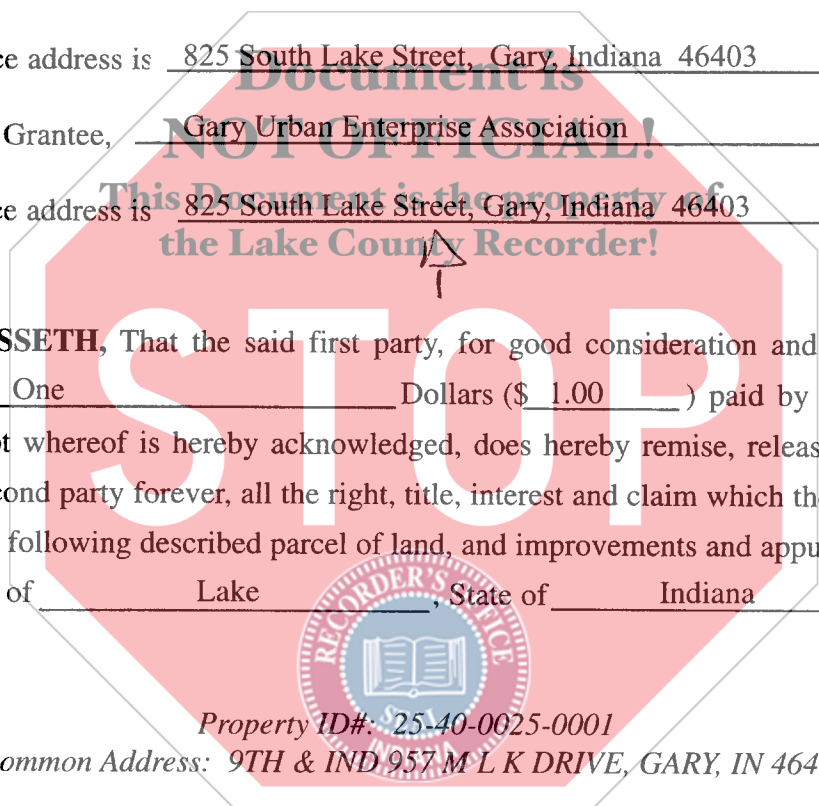 ce address is 825 South Lake Street, Gary, Indiana 46403
Document is
Grantee, Gary Urban Enterprise Association
NOT OFFICIAL!
This Document is the property of
ce address is 825 South Lake Street, Gary, Indiana 46403
the Lake County Recorder!
SSETH, That the said first party, for good consideration and
One Dollars ($ 1.00 ) paid by
STOP
t whereof is hereby acknowledged, does hereby remise, releas
cond party forever, all the right, title, interest and claim which th
following described parcel of land, and improvements and appu
of Lake , State of Indiana
RECORDER'S OFFICE
SEAL
INDIANA
Property ID#: 25-40-0025-0001
ommon Address: 9TH & IND 957 M L K DRIVE, GARY, IN 464